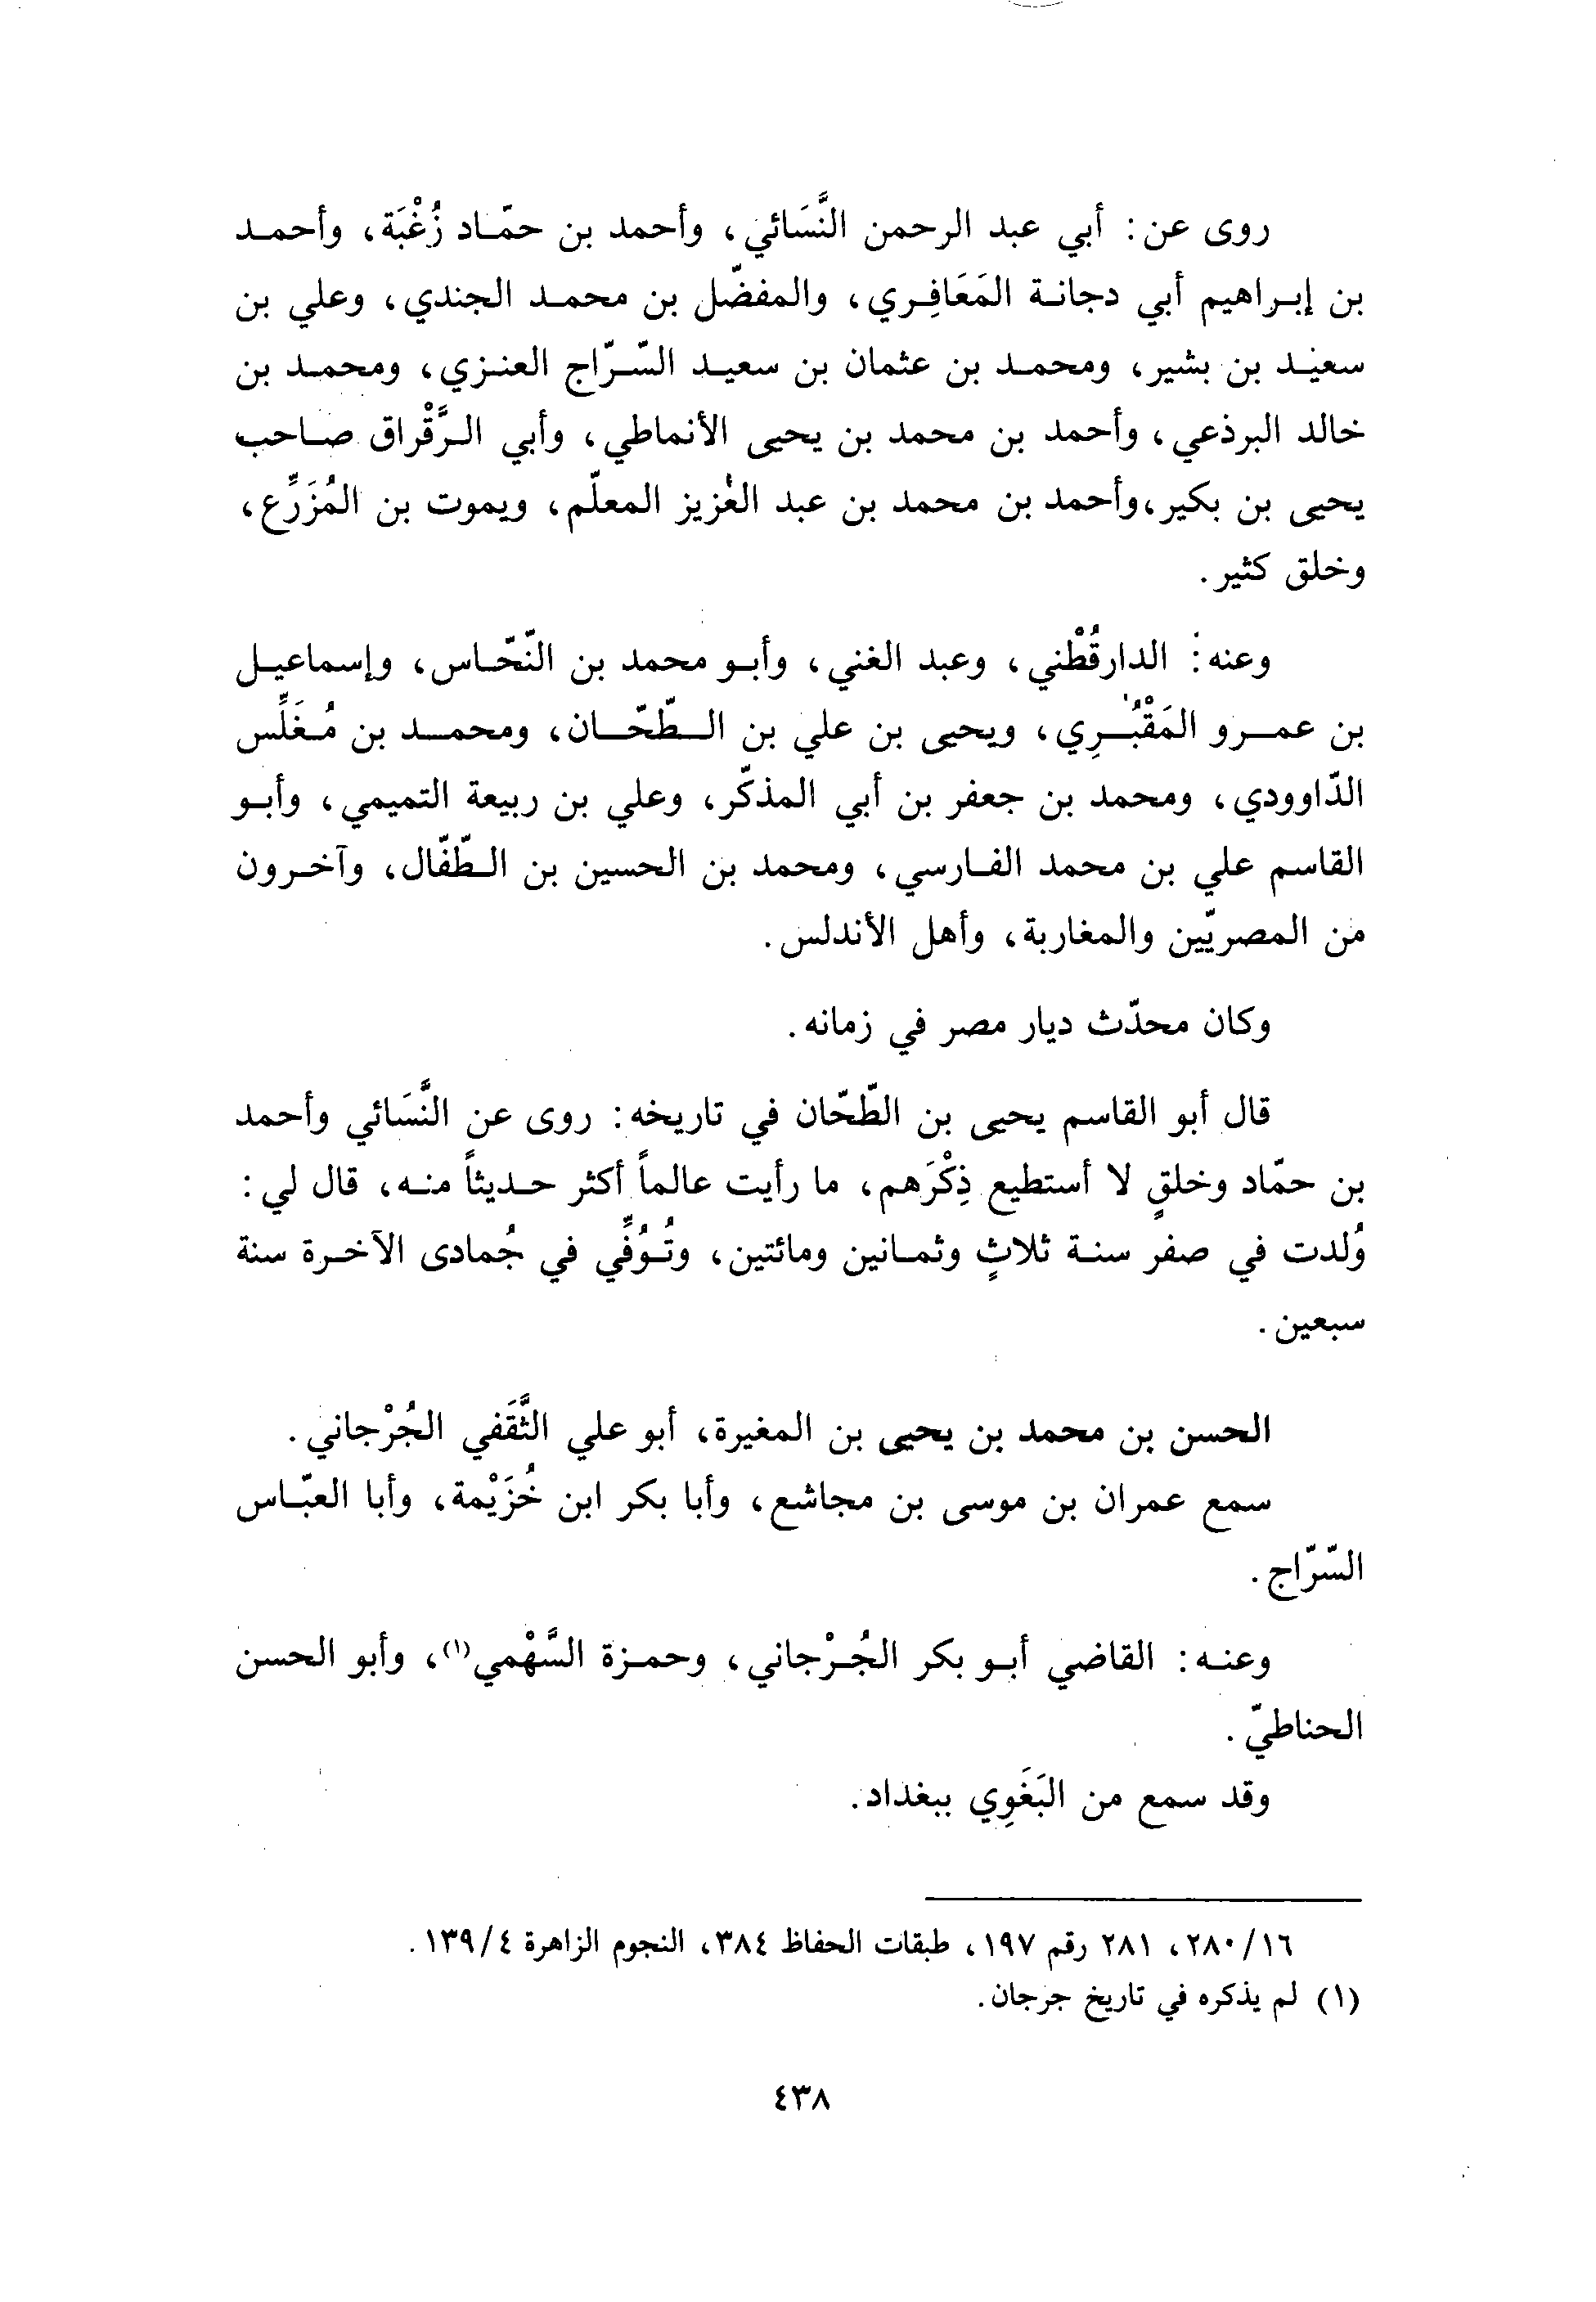 روى عن: أبي عبد الرحمن النَّسَائي، وأحمد بن حمّاد زُغْبَة، وأحمد
بن إبراهيم أبي دجانة المَعَافِري، والمفضّل بن محمد الجندي، وعلي بن
سعيد بن بشير، ومحمد بن عثمان بن سعيد السّرّاج العنزي، ومحمد بن
خالد البرذعي، وأحمد بن محمد بن يحيى الأنماطي، وأبي الرَّقْراق صاحب
يحيى بن بكير، وأحمد بن محمد بن عبد العزيز المعلّم، ويموت بن المُزَرِّع،
وخلق كثير.
وعنه: الدارقُطْني، وعبد الغني، وأبو محمد بن النّحّاس، وإسماعيل
بن عمرو المَقْبُرِي، ويحيى بن علي بن الطّحّان، ومحمد بن مُغَلِّس
الدّاوودي، ومحمد بن جعفر بن أبي المذكّر، وعلي بن ربيعة التميمي، وأبو
القاسم علي بن محمد الفارسي، ومحمد بن الحسين بن الطّفّال، وآخرون
من المصريّين والمغاربة، وأهل الأندلس.
وكان محدّث ديار مصر في زمانه.
قال أبو القاسم يحيى بن الطّحّان في تاريخه: روى عن النَّسَائي وأحمد
بن حمّاد وخلقٍ لا أستطيع ذِكْرَهم، ما رأيت عالماً أكثر حديثاً منه، قال لي:
وُلدت في صفر سنة ثلاثٍ وثمانين ومائتين، وتُوُفِّي في جُمادى الآخرة سنة
سبعين.
الحسن بن محمد بن يحيى بن المغيرة، أبو علي الثَّقَفي الجُرْجاني.
سمع عمران بن موسى بن مجاشع، وأبا بكر ابن خُزَيْمة، وأبا العبّاس
السّرّاج.
وعنه: القاضي أبو بكر الجُرْجاني، وحمزة السَّهْمي(١)، وأبو الحسن
الحناطيّ.
وقد سمع من البَغَوِي ببغداد.
١٦/٢٨٠، ٢٨١ رقم ١٩٧، طبقات الحفاظ ٣٨٤، النجوم الزاهرة ٤/١٣٩.
(١) لم يذكره في تاريخ جرجان.
٤٣٨